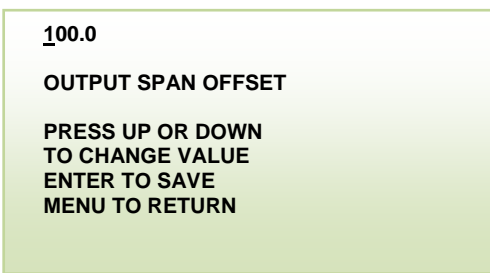 100.0
OUTPUT SPAN OFFSET
PRESS UP OR DOWN
TO CHANGE VALUE
ENTER TO SAVE
MENU TO RETURN